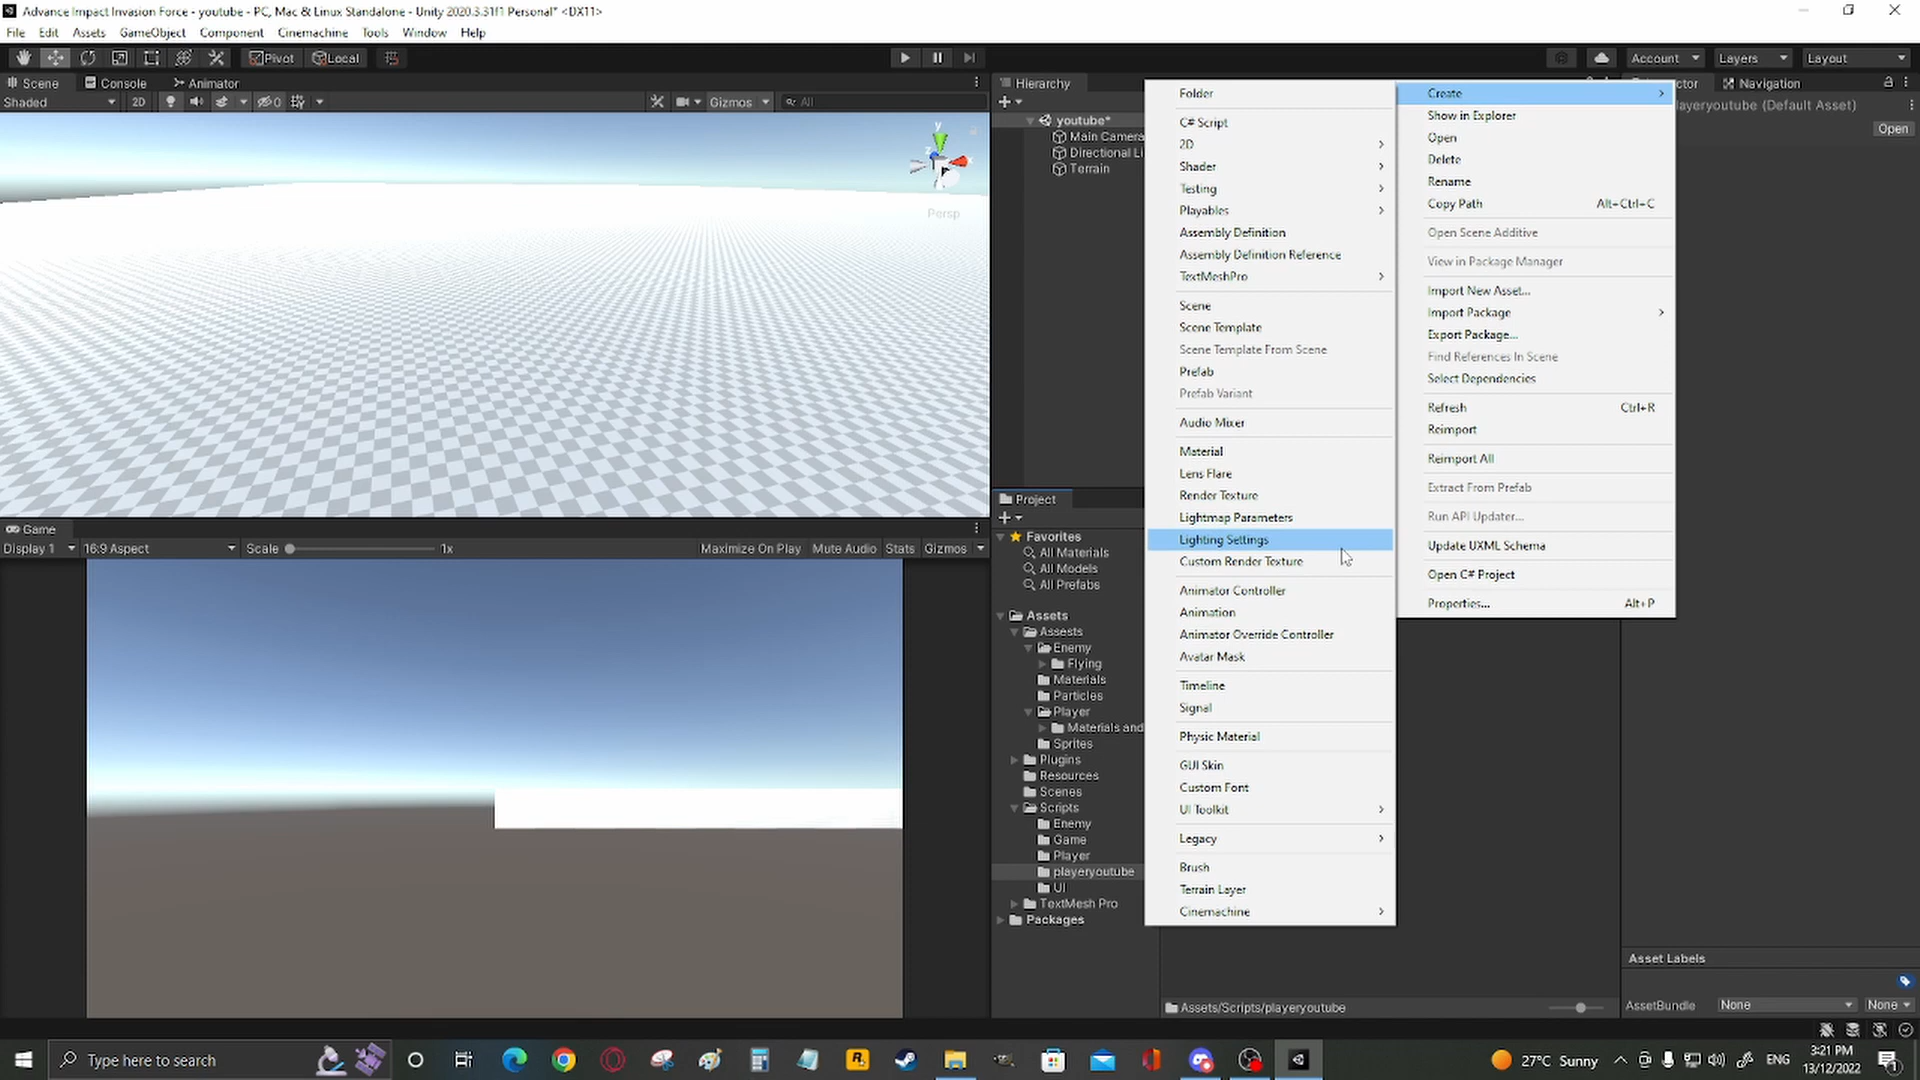 Advance Impact Invasion Force - youtube - PC, Mac & Linux Standalone - Unity 2020.3.31f1 Personal* <DX11>
File Edit Assets GameObject Component Cinemachine Tools Window Help
Pivot Local Account Layers Layout
Scene Console Animator
Shaded 2D Gizmos All
y
x
Persp
Game
Display 1 16:9 Aspect Scale 1x Maximize On Play Mute Audio Stats Gizmos
Hierarchy
youtube*
Main Camera
Directional Li
Terrain
Project
Favorites
All Materials
All Models
All Prefabs
Assets
Assests
Enemy
Flying
Materials
Particles
Player
Materials and
Sprites
Plugins
Resources
Scenes
Scripts
Enemy
Game
Player
playeryoutube
UI
TextMesh Pro
Packages
Folder
C# Script
2D
Shader
Testing
Playables
Assembly Definition
Assembly Definition Reference
TextMeshPro
Scene
Scene Template
Scene Template From Scene
Prefab
Prefab Variant
Audio Mixer
Material
Lens Flare
Render Texture
Lightmap Parameters
Lighting Settings
Custom Render Texture
Animator Controller
Animation
Animator Override Controller
Avatar Mask
Timeline
Signal
Physic Material
GUI Skin
Custom Font
UI Toolkit
Legacy
Brush
Terrain Layer
Cinemachine
Create
Show in Explorer
Open
Delete
Rename
Copy Path Alt+Ctrl+C
Open Scene Additive
View in Package Manager
Import New Asset...
Import Package
Export Package...
Find References In Scene
Select Dependencies
Refresh Ctrl+R
Reimport
Reimport All
Extract From Prefab
Run API Updater...
Update UXML Schema
Open C# Project
Properties... Alt+P
ctor Navigation
layeryoutube (Default Asset)
Open
Asset Labels
AssetBundle None None
Assets/Scripts/playeryoutube
Type here to search
27°C Sunny ENG
3:21 PM
13/12/2022
1